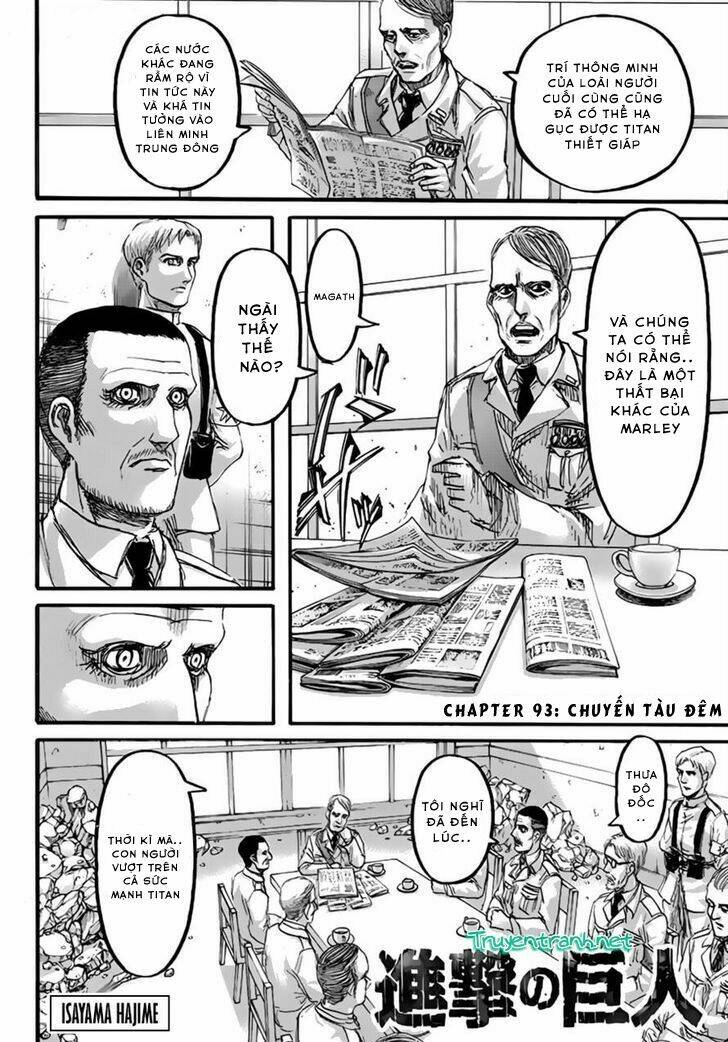 TRÍ THÔNG MINH
CỦA LOÀI NGƯỜI
CUỐI CÙNG CŨNG
ĐÃ CÓ THỂ HẠ
GỤC ĐƯỢC TITAN
THIẾT GIÁP
CÁC NƯỚC
KHÁC ĐANG
RẦM RỘ VÌ
TIN TỨC NÀY
VÀ KHÁ TIN
TƯỞNG VÀO
LIÊN MINH
TRUNG ĐÔNG
VÀ CHÚNG
TA CÓ THỂ
NÓI RẰNG..
ĐÂY LÀ MỘT
THẤT BẠI
KHÁC CỦA
MARLEY
MAGATH
NGÀI
THẤY
THẾ
NÀO?
CHAPTER 93: CHUYẾN TÀU ĐÊM
THƯA
ĐÔ
ĐỐC
..
TÔI NGHĨ
ĐÃ ĐẾN
LÚC..
THỜI KÌ MÀ..
CON NGƯỜI
VƯỢT TRÊN
CẢ SỨC
MẠNH TITAN
Truyentranh.net
進撃の巨人
ISAYAMA HAJIME